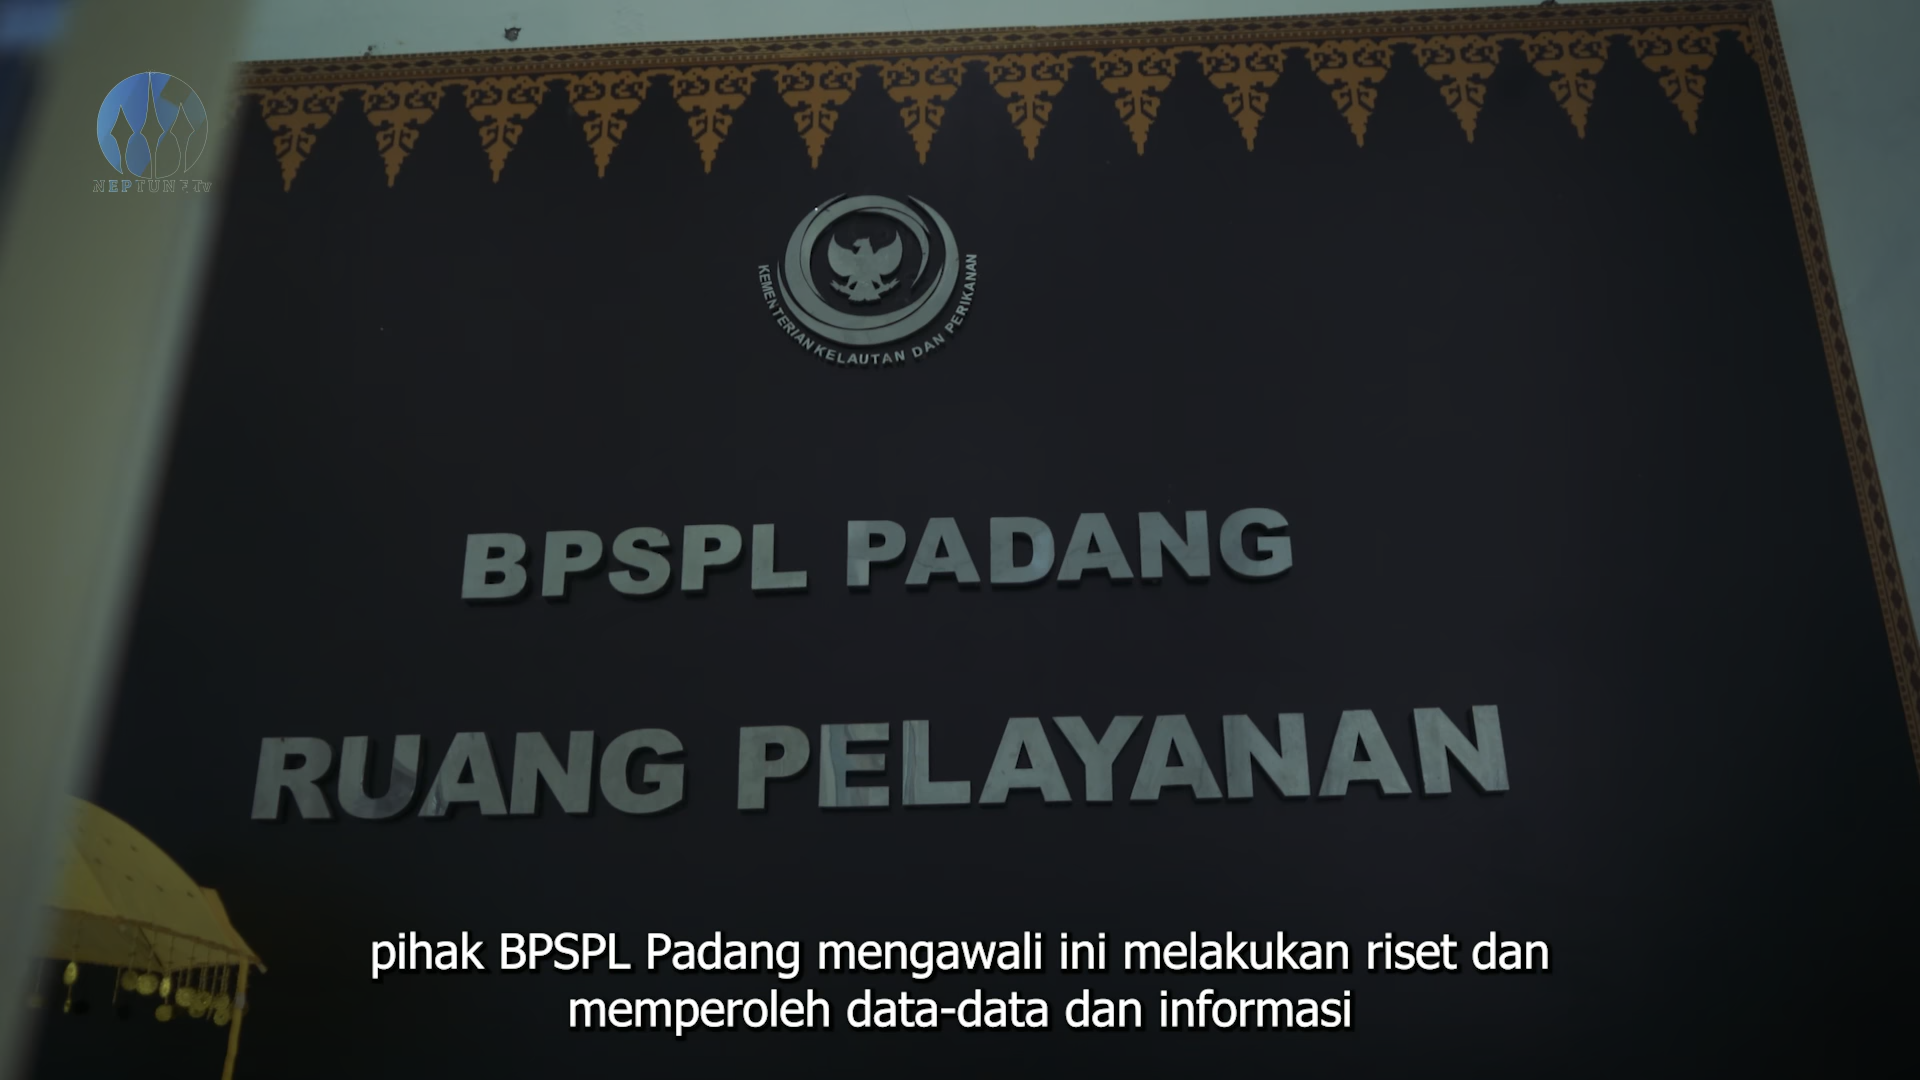 NEPTUNE Tv
KEMENTERIAN KELAUTAN DAN PERIKANAN
BPSPL PADANG
RUANG PELAYANAN
pihak BPSPL Padang mengawali ini melakukan riset dan
memperoleh data-data dan informasi